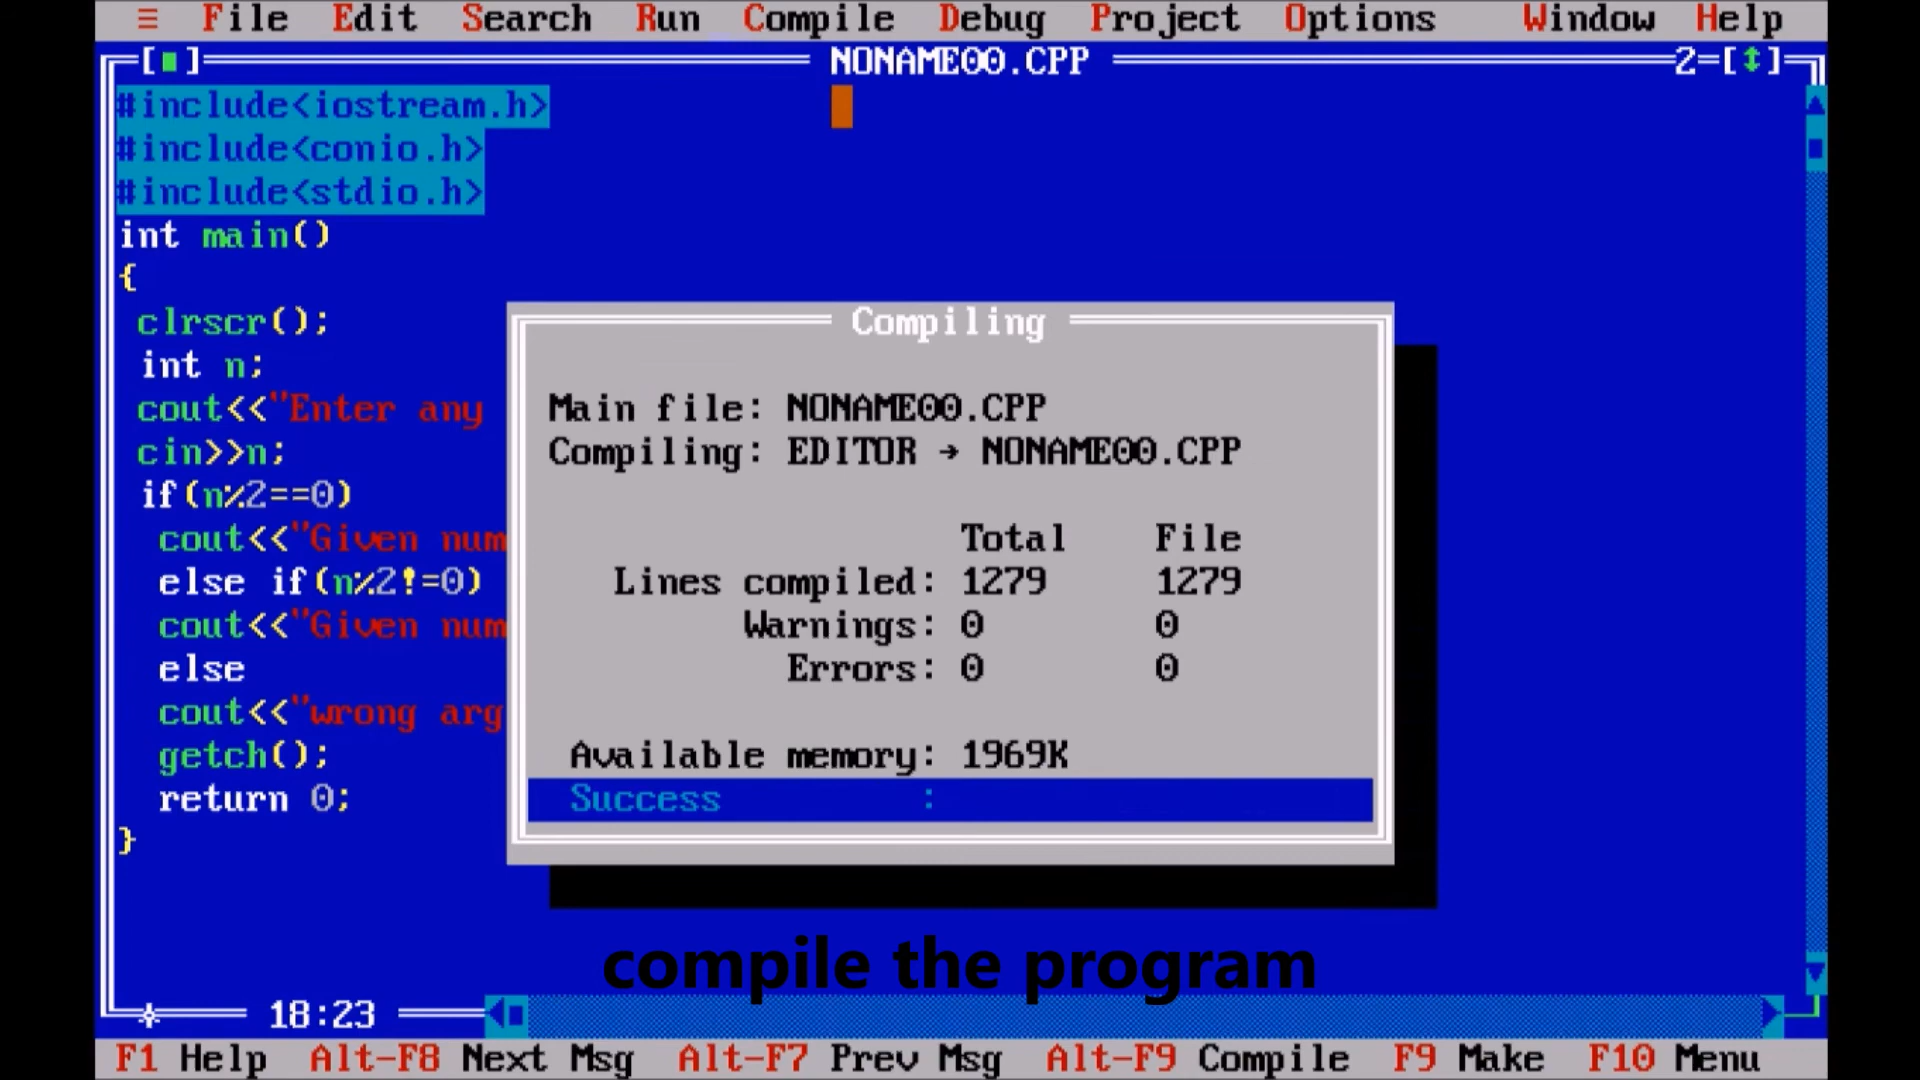 ≡ File Edit Search Run Compile Debug Project Options Window Help
[■] NONAME00.CPP 2=[↕]
#include<iostream.h>
#include<conio.h>
#include<stdio.h>
int main()
{
clrscr();
int n;
cout<<"Enter any
cin>>n;
if(n%2==0)
cout<<"Given num
else if(n%2!=0)
cout<<"Given num
else
cout<<"wrong arg
getch();
return 0;
}
Compiling
Main file: NONAME00.CPP
Compiling: EDITOR → NONAME00.CPP
Total File
Lines compiled: 1279 1279
Warnings: 0 0
Errors: 0 0
Available memory: 1969K
Success :
compile the program
18:23
F1 Help Alt-F8 Next Msg Alt-F7 Prev Msg Alt-F9 Compile F9 Make F10 Menu